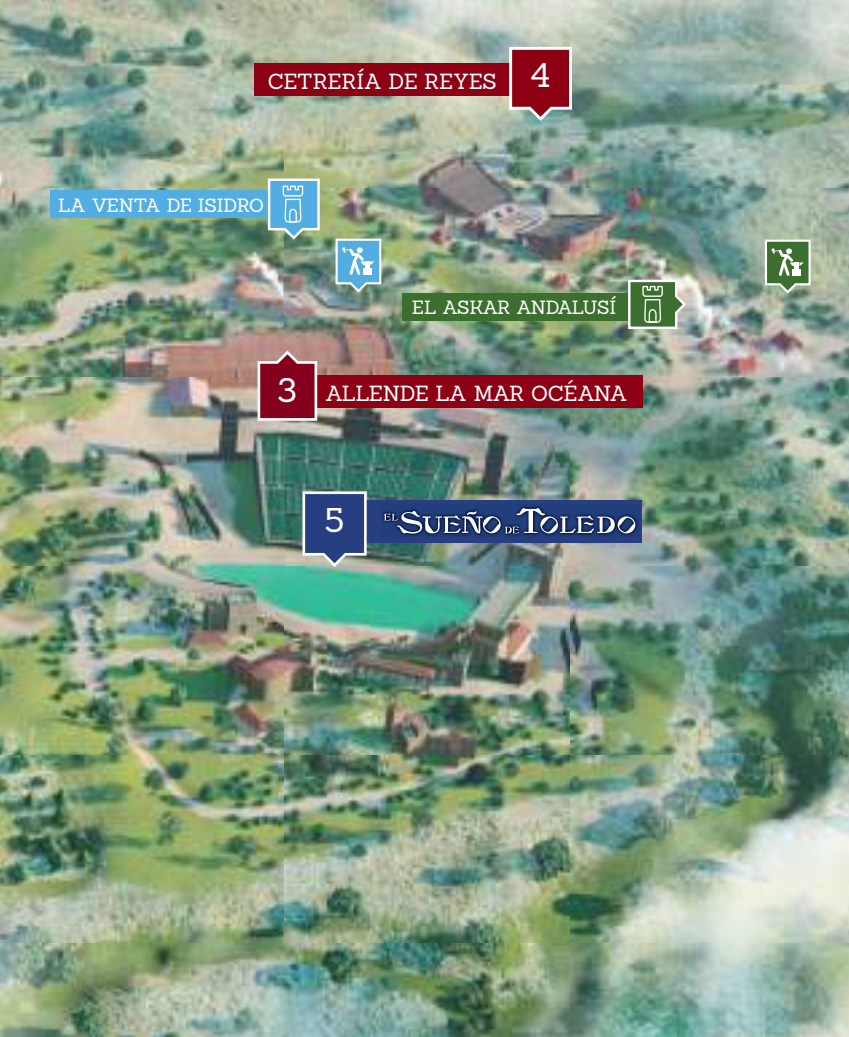 CETRERÍA DE REYES 4
LA VENTA DE ISIDRO
EL ASKAR ANDALUSÍ
3 ALLENDE LA MAR OCÉANA
5 EL SUEÑO DE TOLEDO